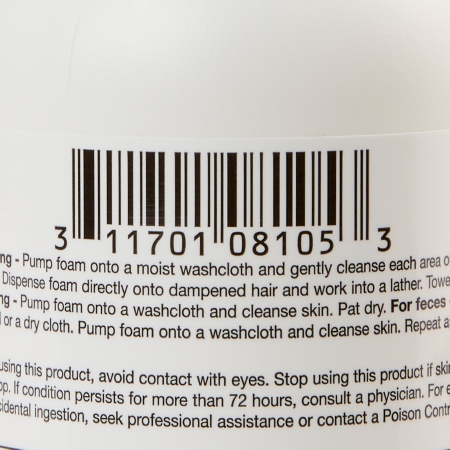 3 11701 08105 3
ng - Pump foam onto a moist washcloth and gently cleanse each area o
Dispense foam directly onto dampened hair and work into a lather. Towe
ng - Pump foam onto a washcloth and cleanse skin. Pat dry. For feces
l or a dry cloth. Pump foam onto a washcloth and cleanse skin. Repeat a
using this product, avoid contact with eyes. Stop using this product if ski
op. If condition persists for more than 72 hours, consult a physician. For e
cidental ingestion, seek professional assistance or contact a Poison Contr